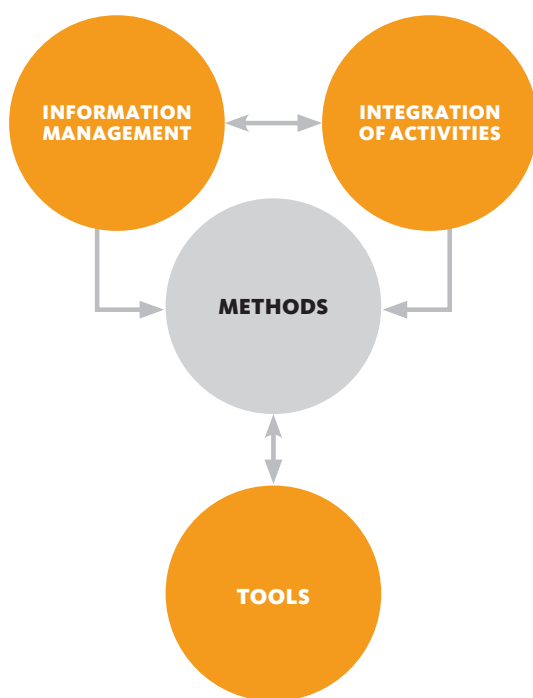 INFORMATION
MANAGEMENT
INTEGRATION
OF ACTIVITIES
METHODS
TOOLS